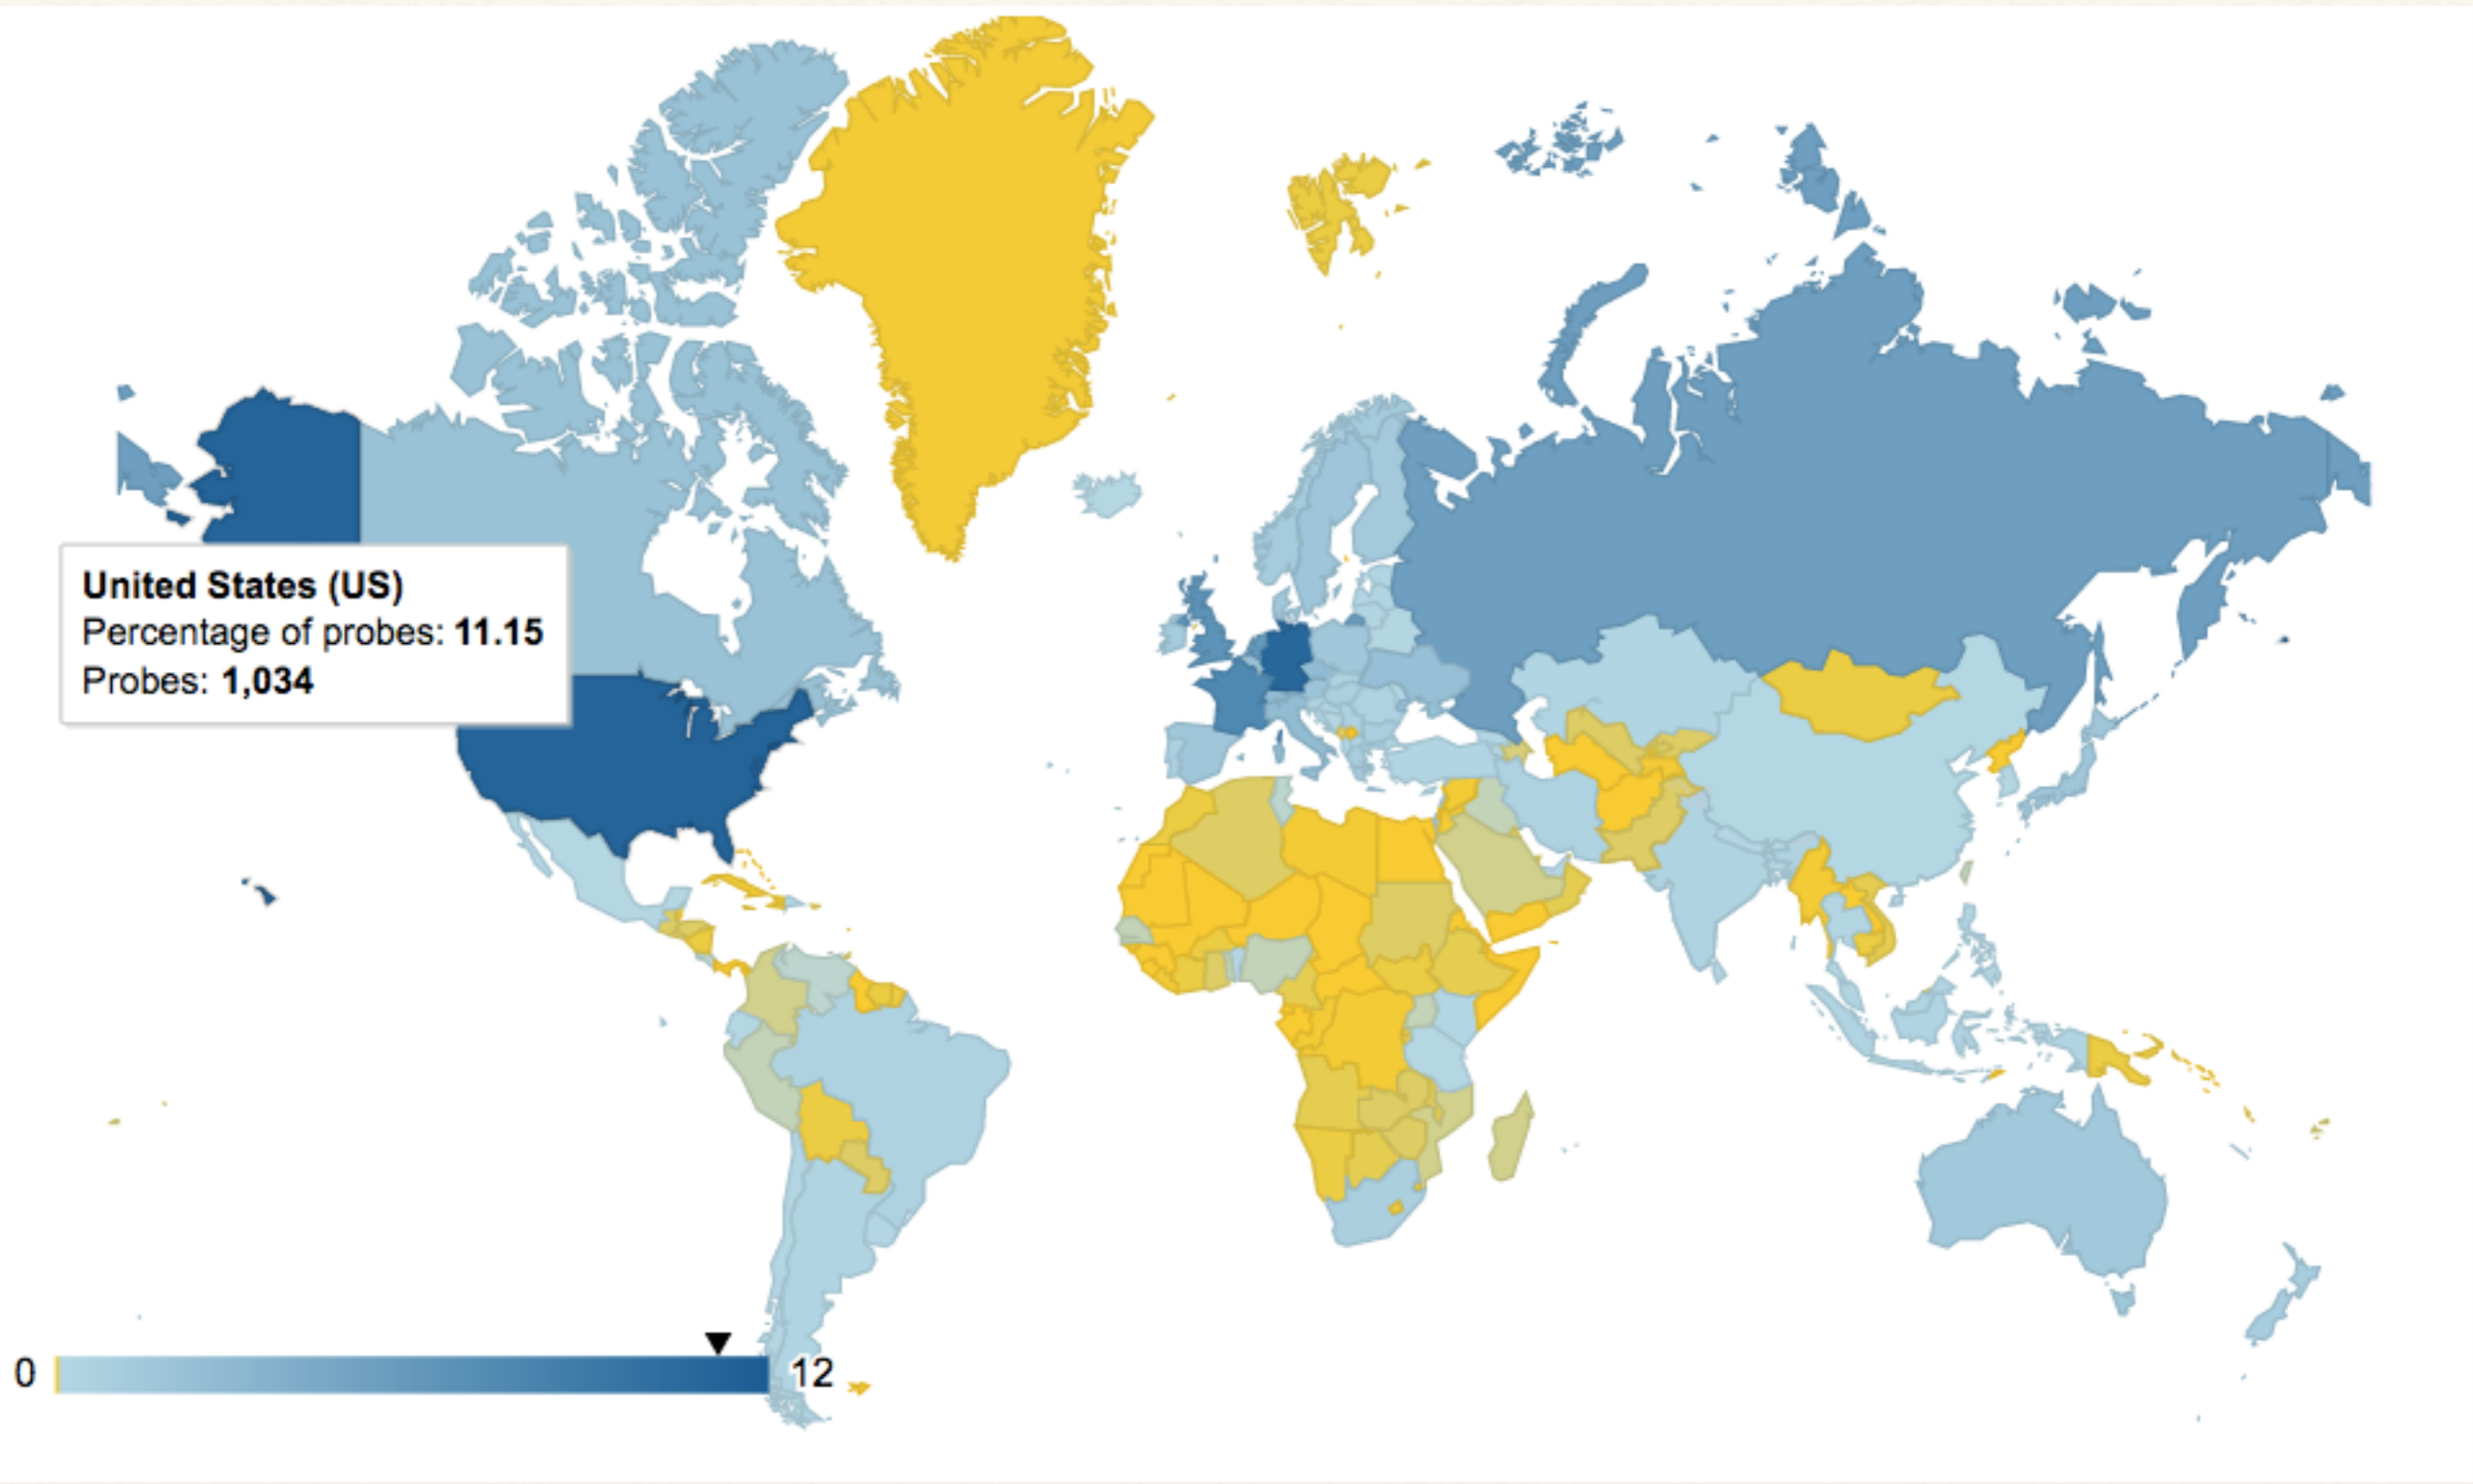 United States (US)
Percentage of probes: 11.15
Probes: 1,034
0
12